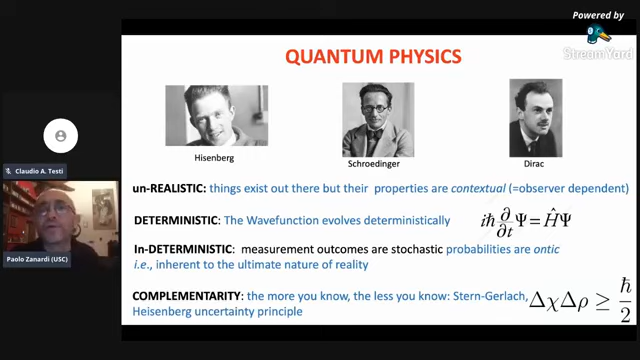 Powered by
StreamYard
QUANTUM PHYSICS
Hisenberg
Schroedinger
Dirac
un-REALISTIC: things exist out there but their properties are contextual (=observer dependent)
DETERMINISTIC: The Wavefunction evolves deterministically
iħ ∂/∂t Ψ = ĤΨ
In-DETERMINISTIC: measurement outcomes are stochastic probabilities are ontic
i.e., inherent to the ultimate nature of reality
COMPLEMENTARITY: the more you know, the less you know: Stern-Gerlach,
Heisenberg uncertainty principle
ΔχΔρ ≥ ħ/2
Claudio A. Testi
Paolo Zanardi (USC)